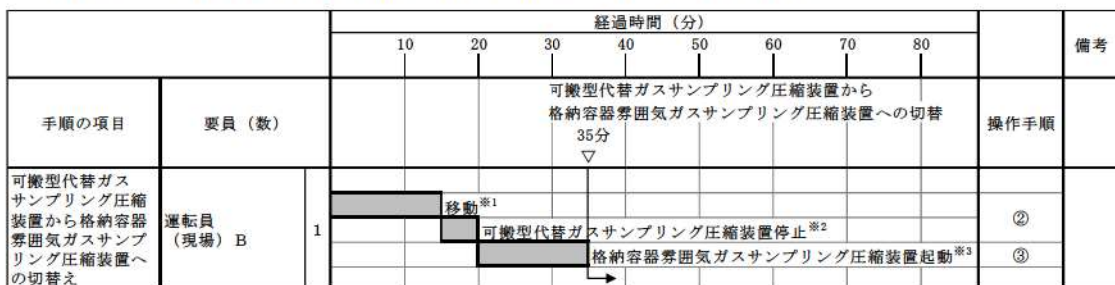 経過時間（分）
10 20 30 40 50 60 70 80
備考
手順の項目
要員（数）
可搬型代替ガスサンプリング圧縮装置から
格納容器雰囲気ガスサンプリング圧縮装置への切替
35分
▽
操作手順
可搬型代替ガス
サンプリング圧縮
装置から格納容器
雰囲気ガスサンプ
リング圧縮装置へ
の切替え
運転員
（現場）B
1
移動※1
可搬型代替ガスサンプリング圧縮装置停止※2
②
格納容器雰囲気ガスサンプリング圧縮装置起動※3
③